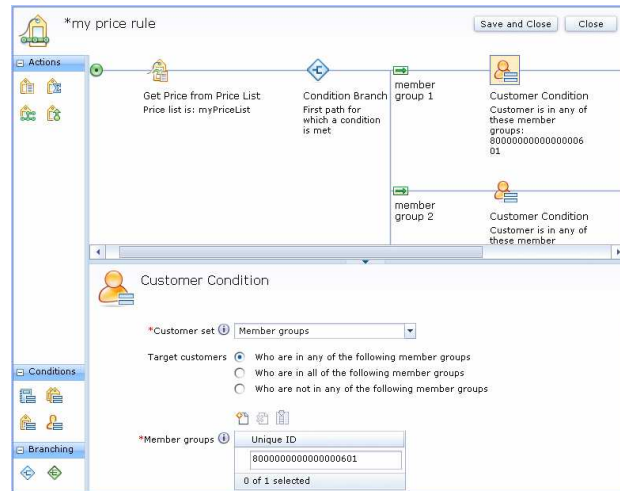 *my price rule
Save and Close
Close
Actions
Get Price from Price List
Price list is: myPriceList
Condition Branch
First path for
which a condition
is met
member
group 1
Customer Condition
Customer is in any of
these member
groups:
80000000000000006
01
member
group 2
Customer Condition
Customer is in any of
these member
Customer Condition
*Customer set
Member groups
Target customers
Who are in any of the following member groups
Who are in all of the following member groups
Who are not in any of the following member groups
Conditions
*Member groups
Unique ID
8000000000000000601
0 of 1 selected
Branching